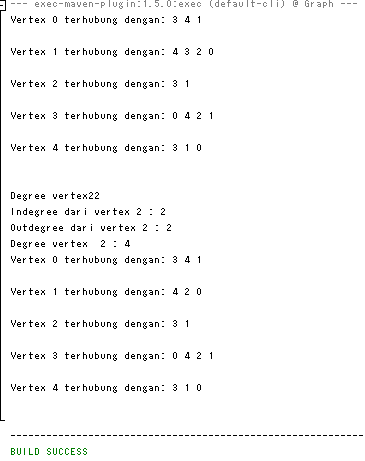 --- exec-maven-plugin:1.5.0:exec (default-cli) @ Graph ---
Vertex 0 terhubung dengan: 3 4 1
Vertex 1 terhubung dengan: 4 3 2 0
Vertex 2 terhubung dengan: 3 1
Vertex 3 terhubung dengan: 0 4 2 1
Vertex 4 terhubung dengan: 3 1 0
Degree vertex22
Indegree dari vertex 2 : 2
Outdegree dari vertex 2 : 2
Degree vertex  2 : 4
Vertex 0 terhubung dengan: 3 4 1
Vertex 1 terhubung dengan: 4 2 0
Vertex 2 terhubung dengan: 3 1
Vertex 3 terhubung dengan: 0 4 2 1
Vertex 4 terhubung dengan: 3 1 0
------------------------------------------------------------------------
BUILD SUCCESS